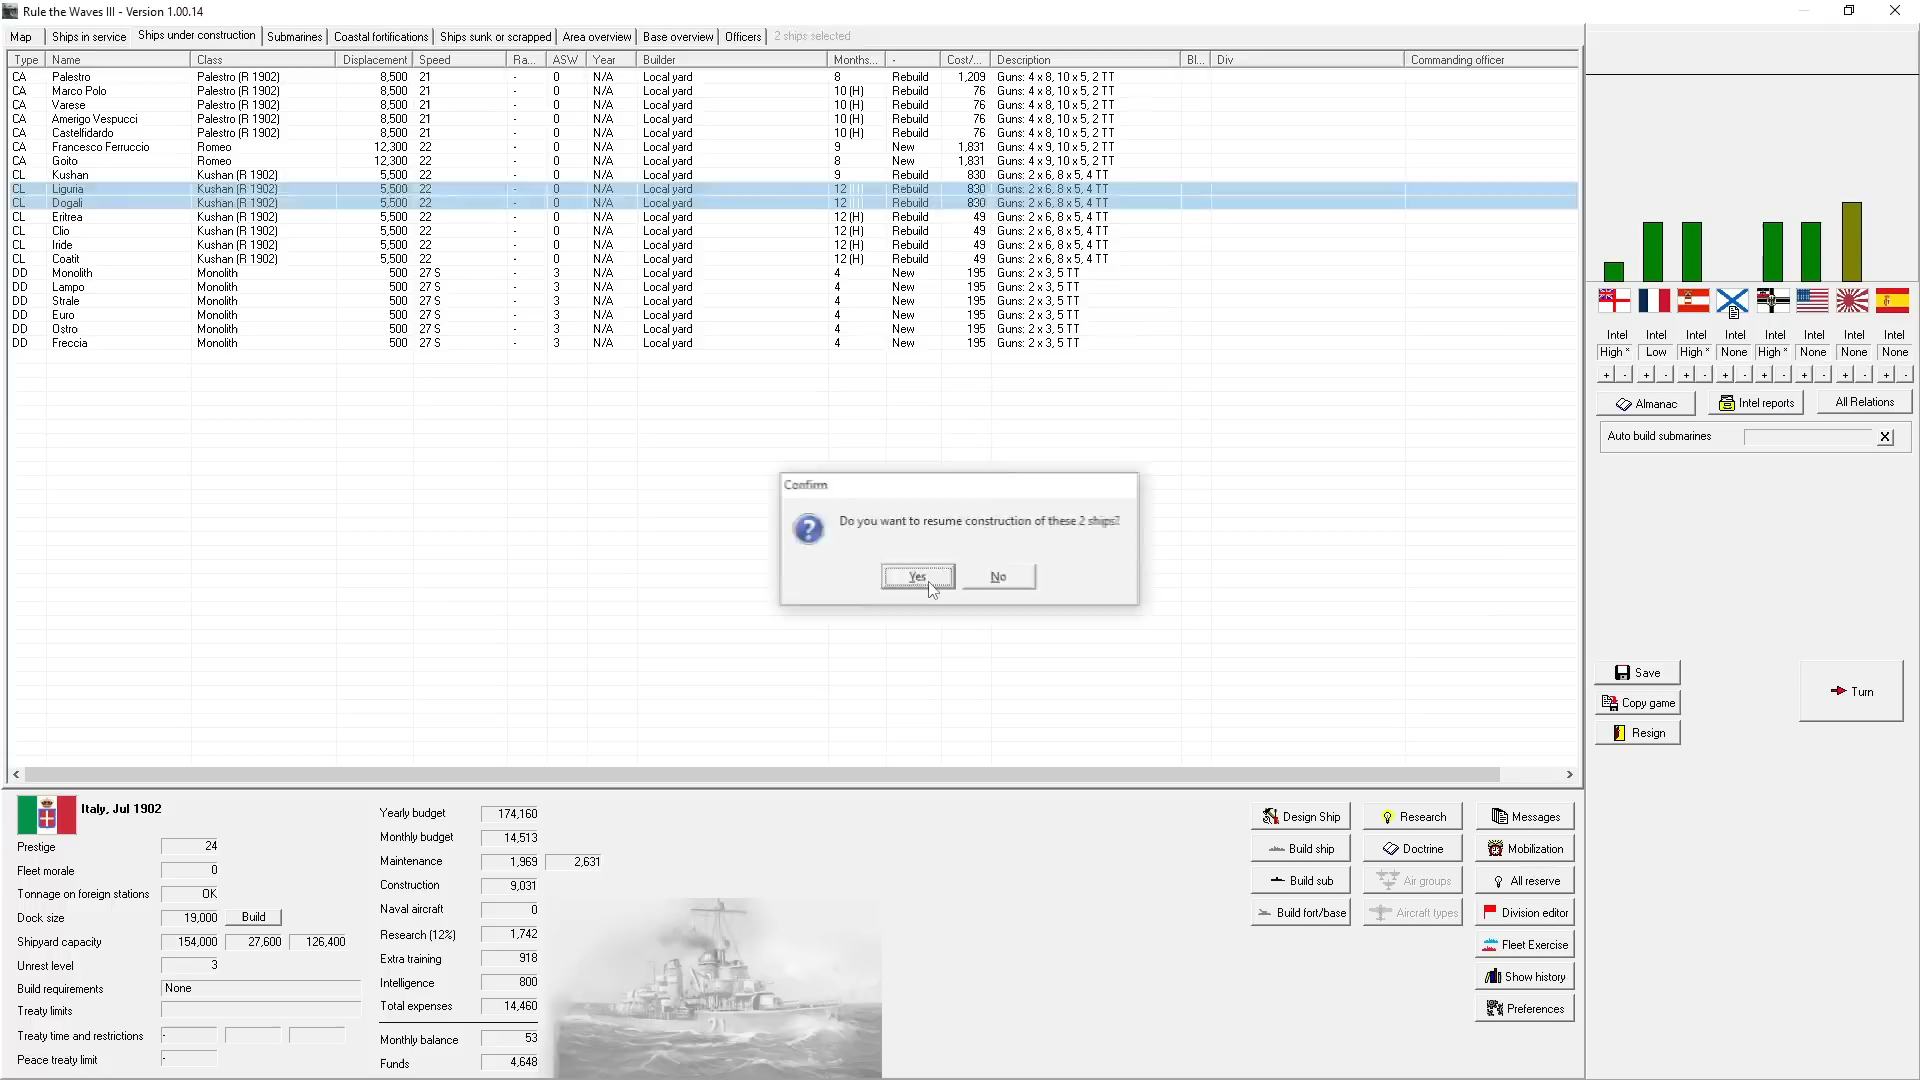 Rule the Waves III - Version 1.00.14
Map Ships in service Ships under construction Submarines Coastal fortifications Ships sunk or scrapped Area overview Base overview Officers 2 ships selected
Type Name Class Displacement Speed Ra... ASW Year Builder Months... - Cost/... Description Bl... Div Commanding officer
CA Palestro Palestro (R 1902) 8,500 21 - 0 N/A Local yard 8 Rebuild 1,209 Guns: 4 x 8, 10 x 5, 2 TT
CA Marco Polo Palestro (R 1902) 8,500 21 - 0 N/A Local yard 10 (H) Rebuild 76 Guns: 4 x 8, 10 x 5, 2 TT
CA Varese Palestro (R 1902) 8,500 21 - 0 N/A Local yard 10 (H) Rebuild 76 Guns: 4 x 8, 10 x 5, 2 TT
CA Amerigo Vespucci Palestro (R 1902) 8,500 21 - 0 N/A Local yard 10 (H) Rebuild 76 Guns: 4 x 8, 10 x 5, 2 TT
CA Castelfidardo Palestro (R 1902) 8,500 21 - 0 N/A Local yard 10 (H) Rebuild 76 Guns: 4 x 8, 10 x 5, 2 TT
CA Francesco Ferruccio Romeo 12,300 22 - 0 N/A Local yard 9 New 1,831 Guns: 4 x 9, 10 x 5, 2 TT
CA Goito Romeo 12,300 22 - 0 N/A Local yard 8 New 1,831 Guns: 4 x 9, 10 x 5, 2 TT
CL Kushan Kushan (R 1902) 5,500 22 - 0 N/A Local yard 9 Rebuild 830 Guns: 2 x 6, 8 x 5, 4 TT
CL Liguria Kushan (R 1902) 5,500 22 - 0 N/A Local yard 12 Rebuild 830 Guns: 2 x 6, 8 x 5, 4 TT
CL Dogali Kushan (R 1902) 5,500 22 - 0 N/A Local yard 12 Rebuild 830 Guns: 2 x 6, 8 x 5, 4 TT
CL Eritrea Kushan (R 1902) 5,500 22 - 0 N/A Local yard 12 (H) Rebuild 49 Guns: 2 x 6, 8 x 5, 4 TT
CL Clio Kushan (R 1902) 5,500 22 - 0 N/A Local yard 12 (H) Rebuild 49 Guns: 2 x 6, 8 x 5, 4 TT
CL Iride Kushan (R 1902) 5,500 22 - 0 N/A Local yard 12 (H) Rebuild 49 Guns: 2 x 6, 8 x 5, 4 TT
CL Coatit Kushan (R 1902) 5,500 22 - 0 N/A Local yard 12 (H) Rebuild 49 Guns: 2 x 6, 8 x 5, 4 TT
DD Monolith Monolith 500 27 S - 3 N/A Local yard 4 New 195 Guns: 2 x 3, 5 TT
DD Lampo Monolith 500 27 S - 3 N/A Local yard 4 New 195 Guns: 2 x 3, 5 TT
DD Strale Monolith 500 27 S - 3 N/A Local yard 4 New 195 Guns: 2 x 3, 5 TT
DD Euro Monolith 500 27 S - 3 N/A Local yard 4 New 195 Guns: 2 x 3, 5 TT
DD Ostro Monolith 500 27 S - 3 N/A Local yard 4 New 195 Guns: 2 x 3, 5 TT
DD Freccia Monolith 500 27 S - 3 N/A Local yard 4 New 195 Guns: 2 x 3, 5 TT
Confirm
Do you want to resume construction of these 2 ships?
Yes No
Intel Intel Intel Intel Intel Intel Intel Intel
High * Low High * None High * None None None
+ - + - + - + - + - + - + - + -
Almanac Intel reports All Relations
Auto build submarines X
Save
Copy game
Resign
Turn
Italy, Jul 1902
Prestige 24
Fleet morale 0
Tonnage on foreign stations OK
Dock size 19,000 Build
Shipyard capacity 154,000 27,600 126,400
Unrest level 3
Build requirements None
Treaty limits
Treaty time and restrictions -
Peace treaty limit -
Yearly budget 174,160
Monthly budget 14,513
Maintenance 1,969 2,631
Construction 9,031
Naval aircraft 0
Research (12%) 1,742
Extra training 918
Intelligence 800
Total expenses 14,460
Monthly balance 53
Funds 4,648
21
Design Ship Research Messages
Build ship Doctrine Mobilization
Build sub Air groups All reserve
Build fort/base Aircraft types Division editor
Fleet Exercise
Show history
Preferences